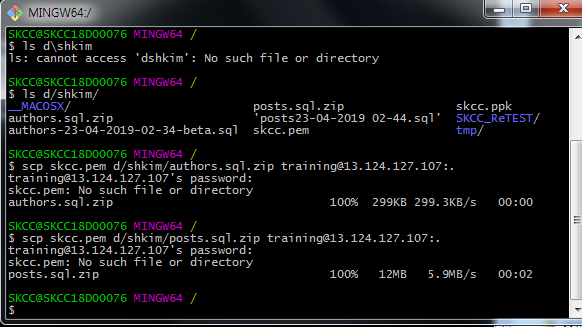 MINGW64:/
SKCC@SKCC18D00076 MINGW64 /
$ ls d\shkim
ls: cannot access 'dshkim': No such file or directory
SKCC@SKCC18D00076 MINGW64 /
$ ls d/shkim/
__MACOSX/ posts.sql.zip skcc.ppk
authors.sql.zip 'posts23-04-2019 02-44.sql' SKCC_ReTEST/
authors-23-04-2019-02-34-beta.sql skcc.pem tmp/
SKCC@SKCC18D00076 MINGW64 /
$ scp skcc.pem d/shkim/authors.sql.zip training@13.124.127.107:.
training@13.124.127.107's password:
skcc.pem: No such file or directory
authors.sql.zip 100% 299KB 299.3KB/s 00:00
SKCC@SKCC18D00076 MINGW64 /
$ scp skcc.pem d/shkim/posts.sql.zip training@13.124.127.107:.
training@13.124.127.107's password:
skcc.pem: No such file or directory
posts.sql.zip 100% 12MB 5.9MB/s 00:02
SKCC@SKCC18D00076 MINGW64 /
$